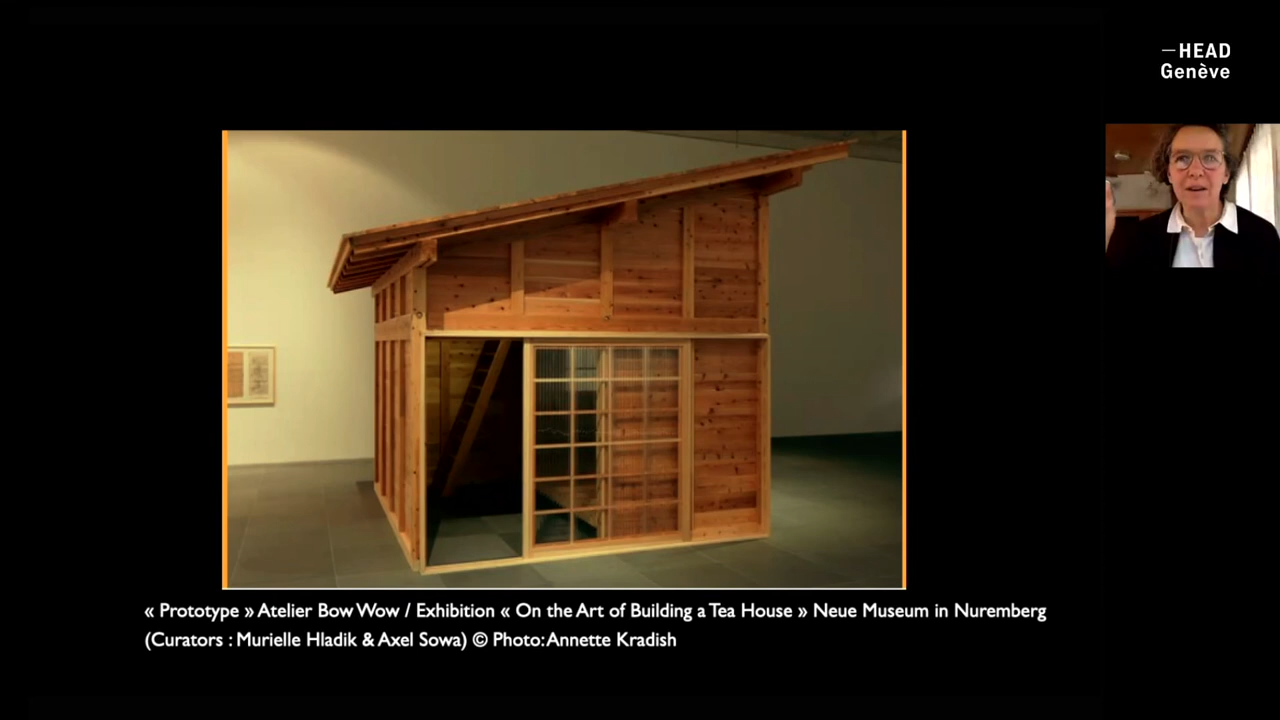 —HEAD
Genève
« Prototype » Atelier Bow Wow / Exhibition « On the Art of Building a Tea House » Neue Museum in Nuremberg
(Curators : Murielle Hladik & Axel Sowa) © Photo: Annette Kradish